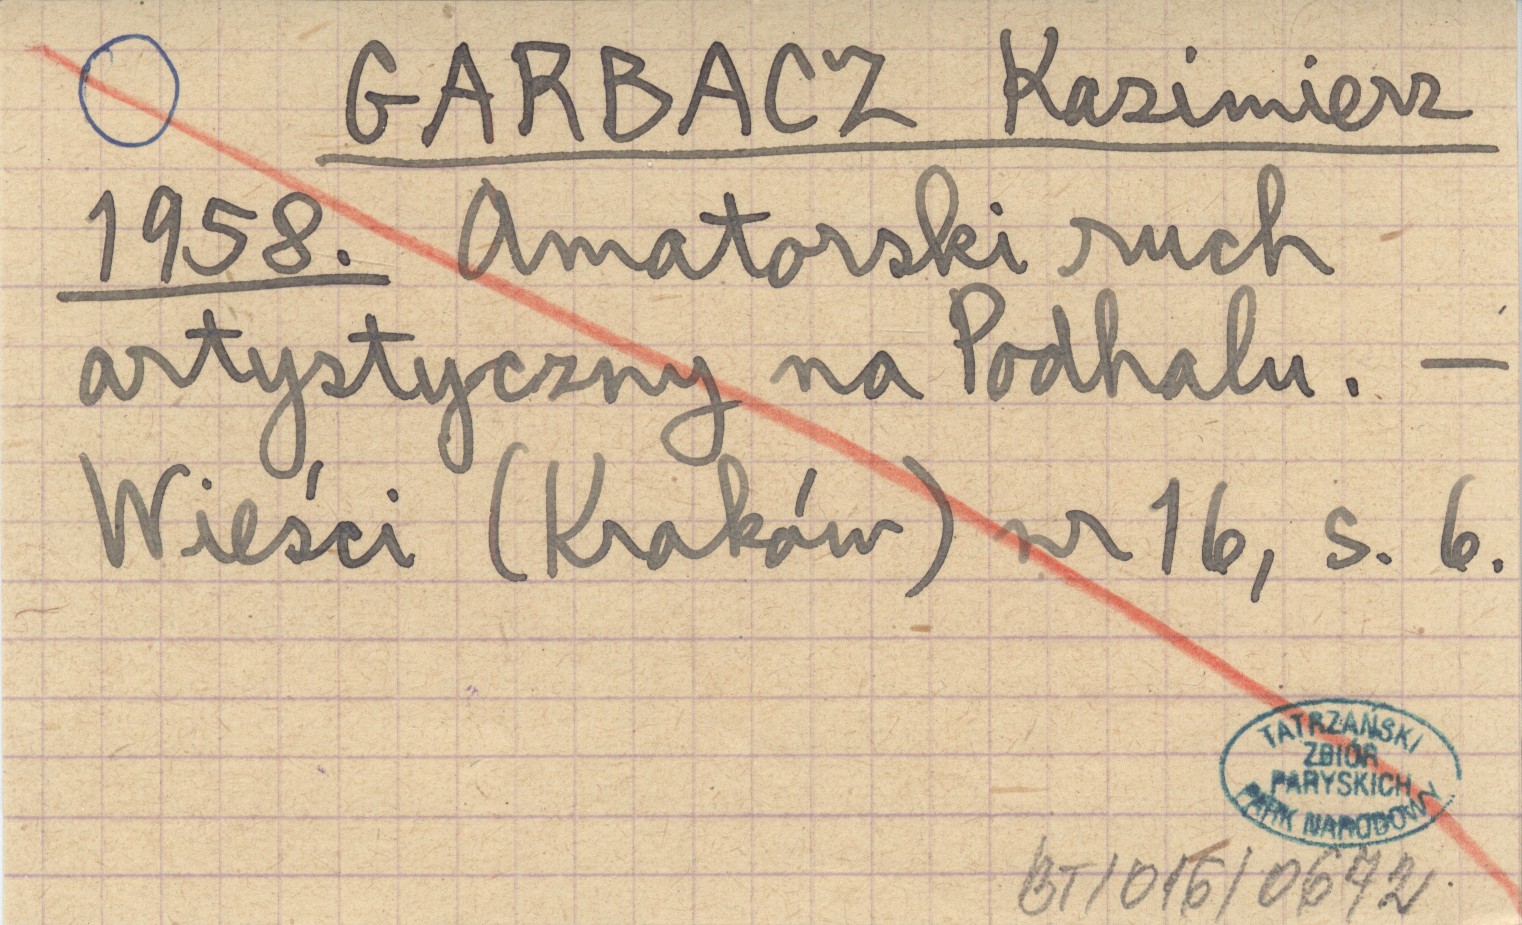 GARBACZ Kazimierz
1958. Amatorski ruch
artystyczny na Podhalu. —
Wieści (Kraków) nr 16, s. 6.
TATRZAŃSKI
ZBIÓR
PARYSKICH
PARK NARODOWY
BT/016/0672